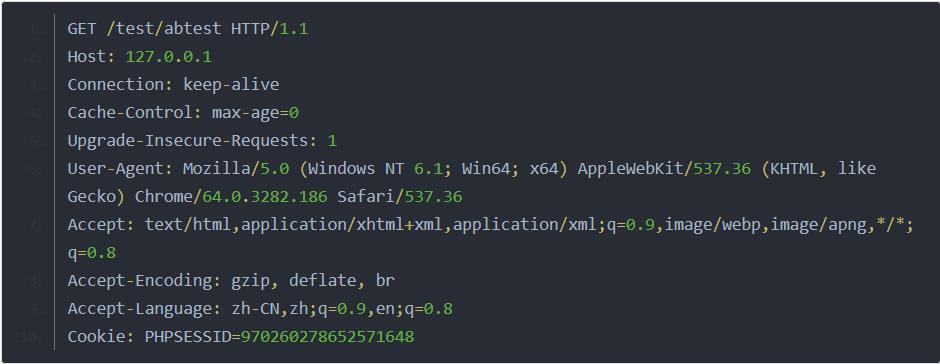 1. GET /test/abtest HTTP/1.1
2. Host: 127.0.0.1
3. Connection: keep-alive
4. Cache-Control: max-age=0
5. Upgrade-Insecure-Requests: 1
6. User-Agent: Mozilla/5.0 (Windows NT 6.1; Win64; x64) AppleWebKit/537.36 (KHTML, like
Gecko) Chrome/64.0.3282.186 Safari/537.36
7. Accept: text/html,application/xhtml+xml,application/xml;q=0.9,image/webp,image/apng,*/*;
q=0.8
8. Accept-Encoding: gzip, deflate, br
9. Accept-Language: zh-CN,zh;q=0.9,en;q=0.8
10. Cookie: PHPSESSID=970260278652571648